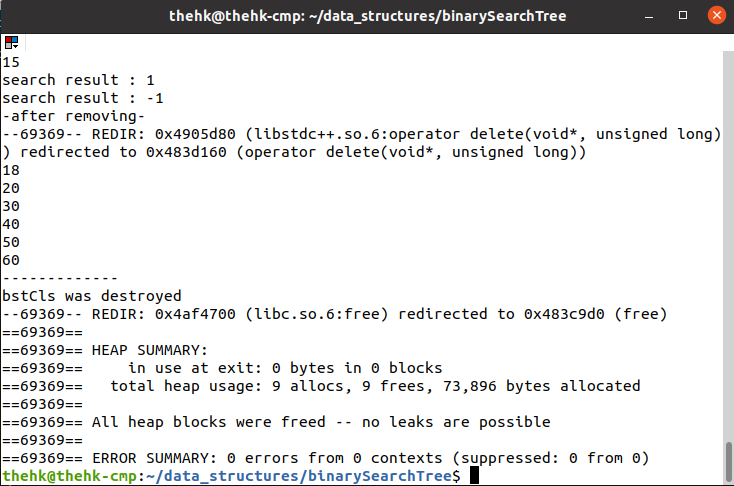 thehk@thehk-cmp: ~/data_structures/binarySearchTree
15
search result : 1
search result : -1
-after removing-
--69369-- REDIR: 0x4905d80 (libstdc++.so.6:operator delete(void*, unsigned long)
) redirected to 0x483d160 (operator delete(void*, unsigned long))
18
20
30
40
50
60
-------------
bstCls was destroyed
--69369-- REDIR: 0x4af4700 (libc.so.6:free) redirected to 0x483c9d0 (free)
==69369==
==69369== HEAP SUMMARY:
==69369==     in use at exit: 0 bytes in 0 blocks
==69369==   total heap usage: 9 allocs, 9 frees, 73,896 bytes allocated
==69369==
==69369== All heap blocks were freed -- no leaks are possible
==69369==
==69369== ERROR SUMMARY: 0 errors from 0 contexts (suppressed: 0 from 0)
thehk@thehk-cmp:~/data_structures/binarySearchTree$